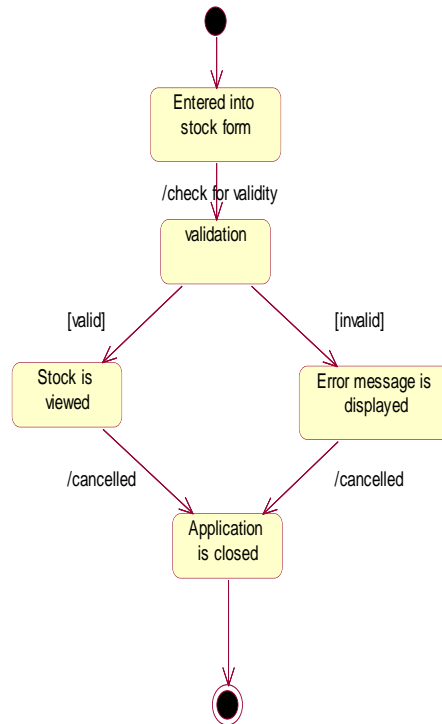 Entered into
stock form
/check for validity
validation
[valid]
[invalid]
Stock is
viewed
Error message is
displayed
/cancelled
/cancelled
Application
is closed